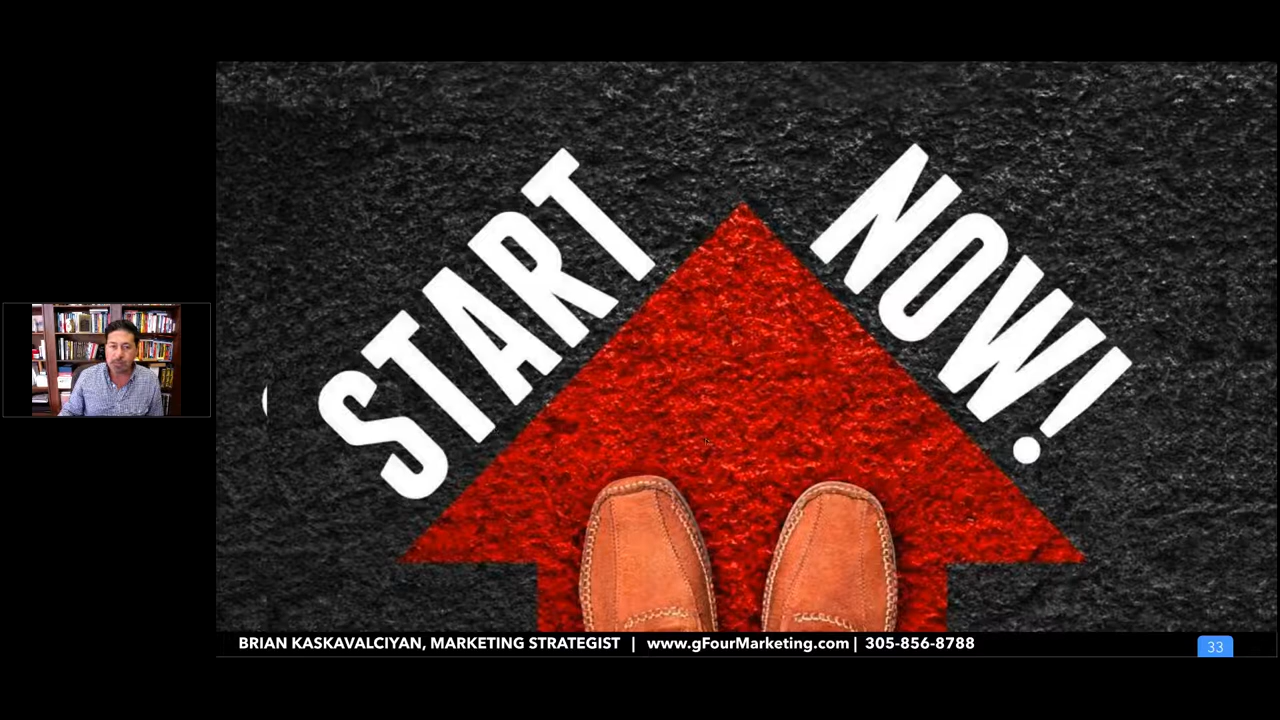 START
NOW!
BRIAN KASKAVALCIYAN, MARKETING STRATEGIST | www.gFourMarketing.com | 305-856-8788
33